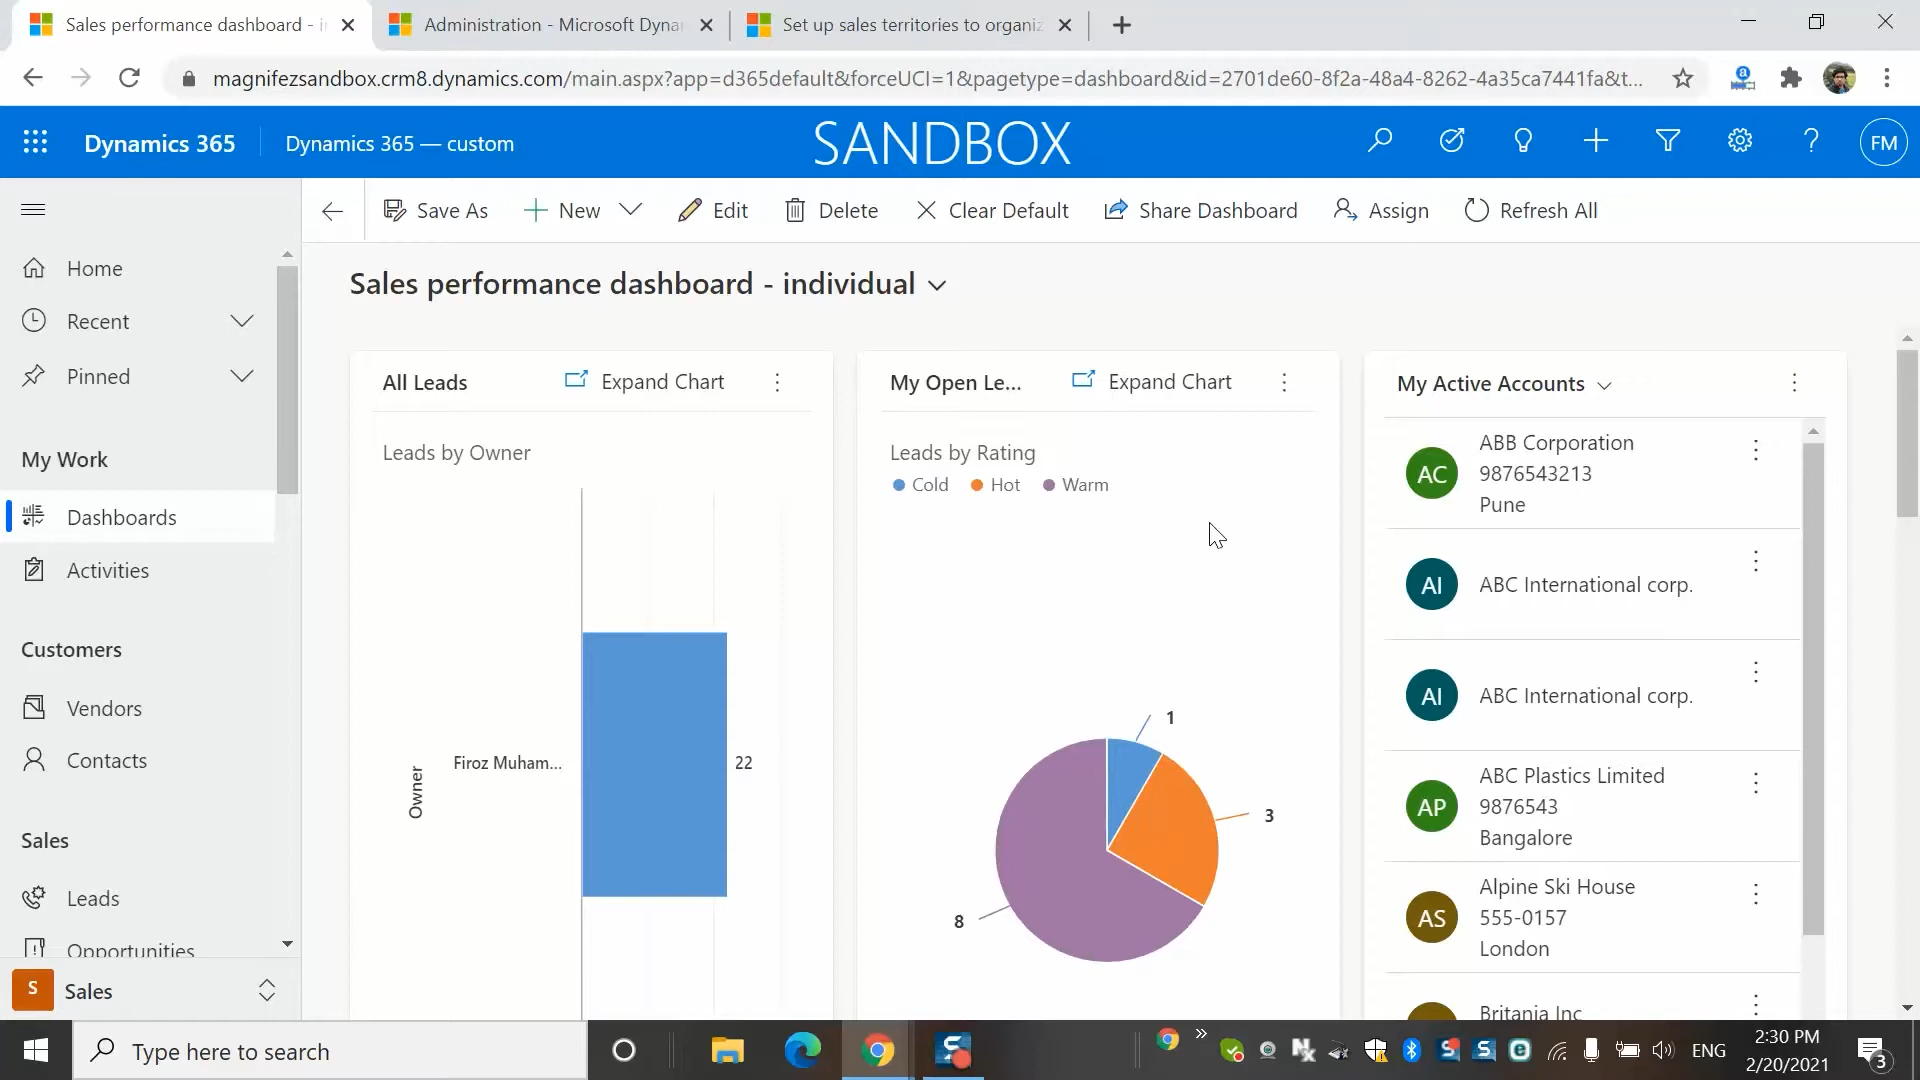 Sales performance dashboard - i
Administration - Microsoft Dyna
Set up sales territories to organiz
magnifezsandbox.crm8.dynamics.com/main.aspx?app=d365default&forceUCI=1&pagetype=dashboard&id=2701de60-8f2a-48a4-8262-4a35ca7441fa&t...
Dynamics 365
Dynamics 365 — custom
SANDBOX
FM
Save As
New
Edit
Delete
Clear Default
Share Dashboard
Assign
Refresh All
Home
Recent
Pinned
My Work
Dashboards
Activities
Customers
Vendors
Contacts
Sales
Leads
Opportunities
S
Sales
Sales performance dashboard - individual
All Leads
Expand Chart
Leads by Owner
Owner
Firoz Muham...
22
My Open Le...
Expand Chart
Leads by Rating
Cold
Hot
Warm
1
3
8
My Active Accounts
AC
ABB Corporation
9876543213
Pune
AI
ABC International corp.
AI
ABC International corp.
AP
ABC Plastics Limited
9876543
Bangalore
AS
Alpine Ski House
555-0157
London
Britania Inc
Type here to search
ENG
2:30 PM
2/20/2021
3